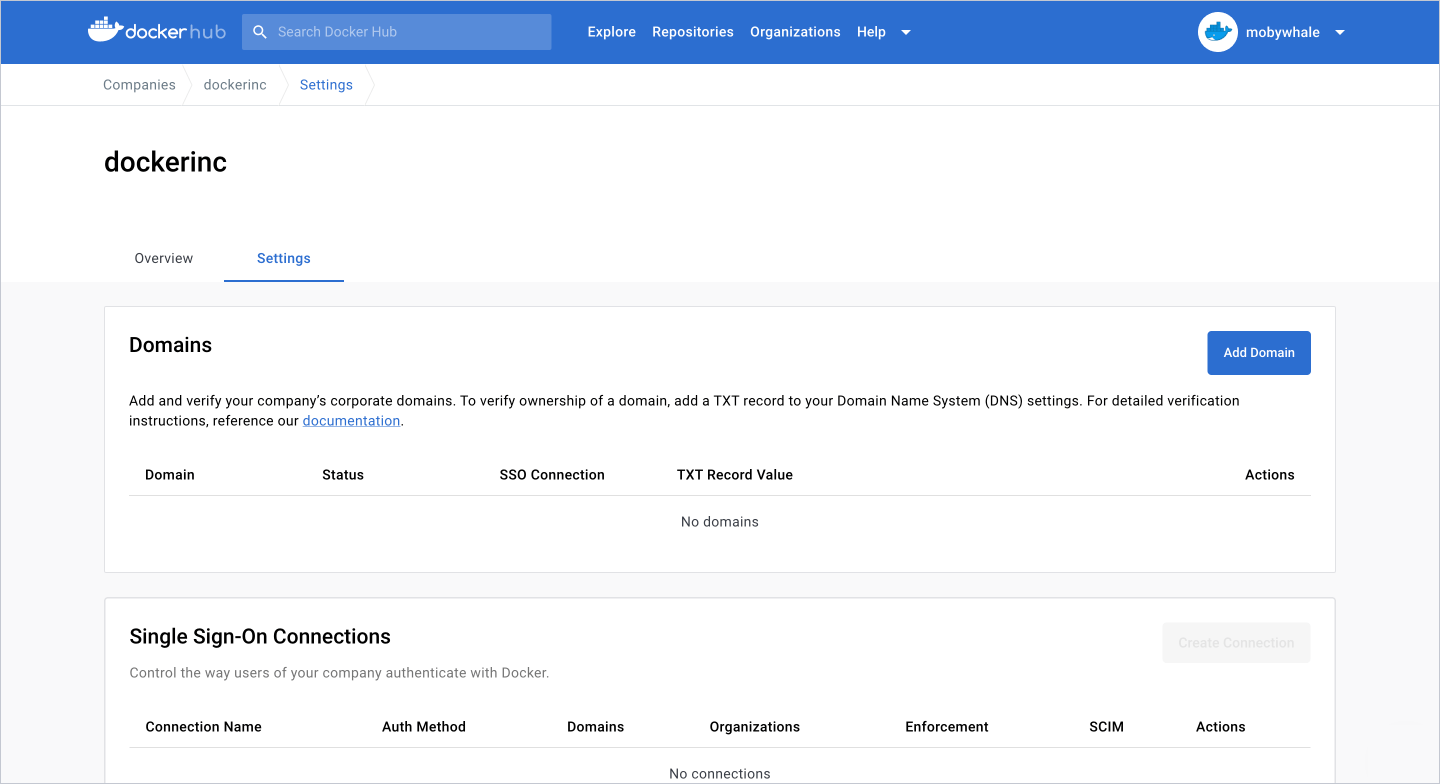 docker hub
Search Docker Hub
Explore Repositories Organizations Help
mobywhale
Companies dockerinc Settings
dockerinc
Overview Settings
Domains
Add Domain
Add and verify your company’s corporate domains. To verify ownership of a domain, add a TXT record to your Domain Name System (DNS) settings. For detailed verification
instructions, reference our documentation.
Domain Status SSO Connection TXT Record Value Actions
No domains
Single Sign-On Connections
Create Connection
Control the way users of your company authenticate with Docker.
Connection Name Auth Method Domains Organizations Enforcement SCIM Actions
No connections